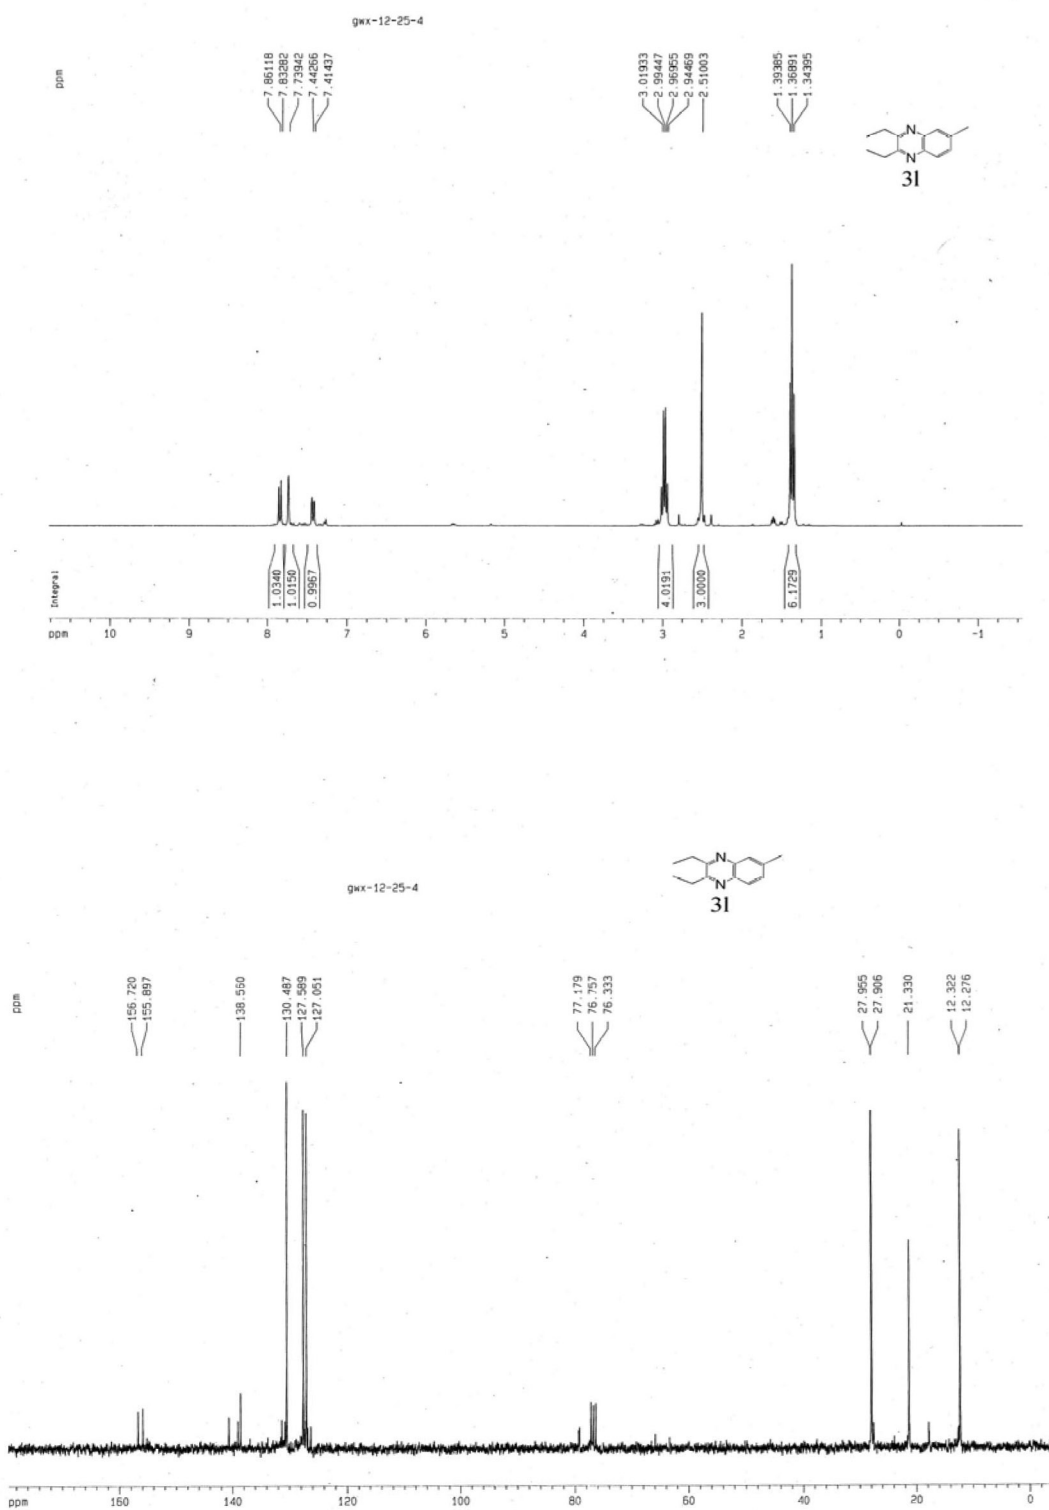 gwx-12-25-4
ppm
7.86118
7.83282
7.73942
7.44266
7.41437
3.01933
2.99447
2.96955
2.94469
2.51003
1.39385
1.36891
1.34395
N
N
3l
Integral
1.0340
1.0150
0.9967
4.0191
3.0000
6.1729
ppm 10 9 8 7 6 5 4 3 2 1 0 -1
N
N
3l
gwx-12-25-4
ppm
156.720
155.897
138.560
130.487
127.589
127.051
77.179
76.757
76.333
27.955
27.906
21.330
12.322
12.276
ppm 160 140 120 100 80 60 40 20 0